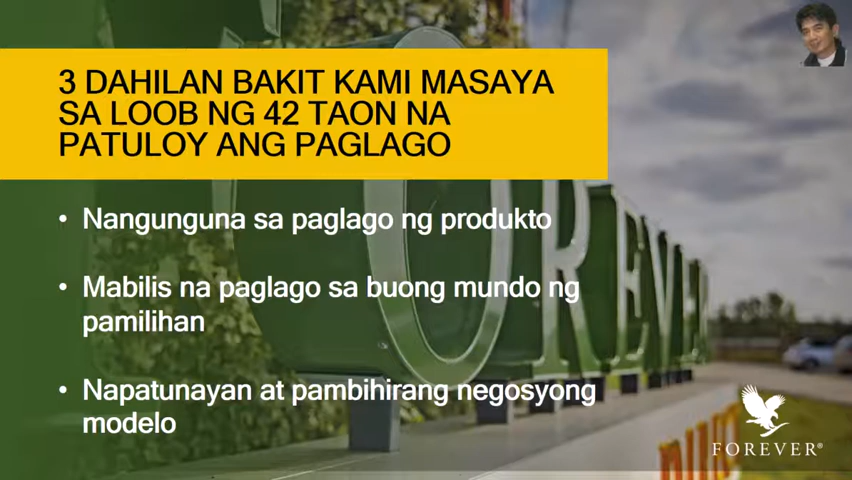 3 DAHILAN BAKIT KAMI MASAYA
SA LOOB NG 42 TAON NA
PATULOY ANG PAGLAGO
• Nangunguna sa paglago ng produkto
• Mabilis na paglago sa buong mundo ng
pamilihan
• Napatunayan at pambihirang negosyong
modelo
FOREVER
FOREVER®